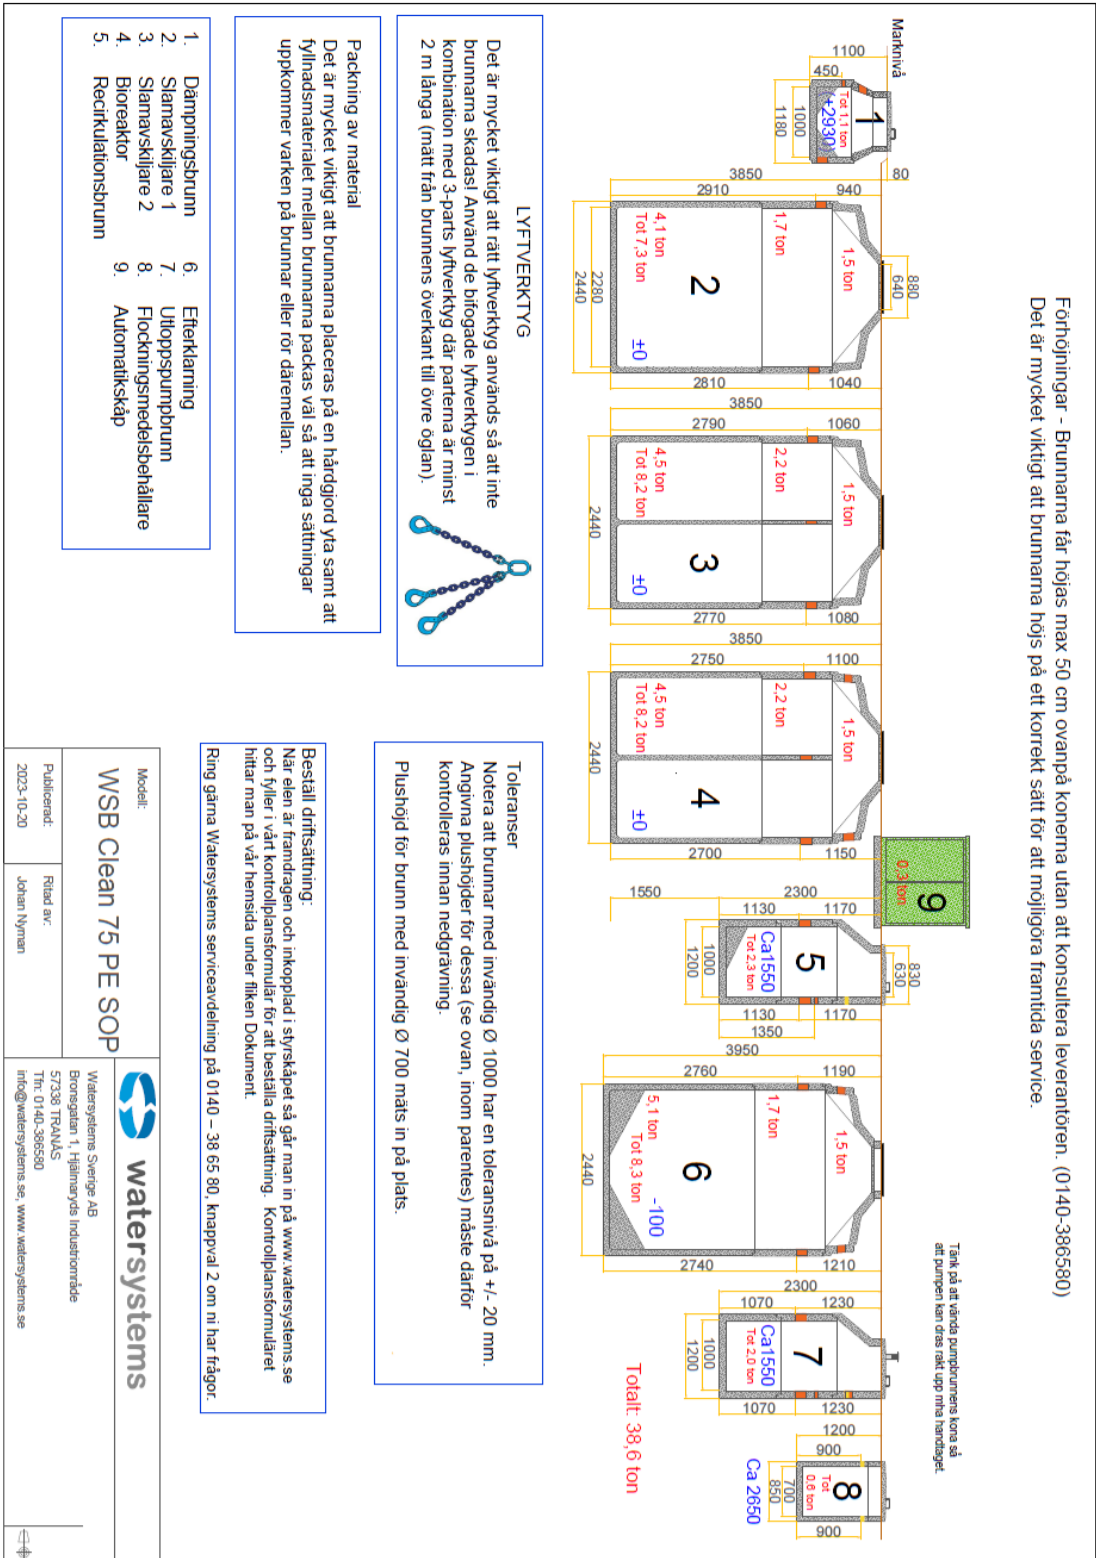 Förhöjningar - Brunnarna får höjas max 50 cm ovanpå konerna utan att konsultera leverantören. (0140-386580)
Det är mycket viktigt att brunnarna höjs på ett korrekt sätt för att möjliggöra framtida service.
Tänk på att vända pumpbrunnens kona så
att pumpen kan dras rakt upp mha handtaget.
Marknivå
1100
450
1
Tot 1,1 ton
(+2930)
1000
1180
80
3850
2910
940
880
640
1,5 ton
1,7 ton
2
4,1 ton
Tot 7,3 ton
±0
2280
2440
2810
1040
3850
2790
1060
1,5 ton
2,2 ton
3
4,5 ton
Tot 8,2 ton
±0
2440
2770
1080
3850
2750
1100
1,5 ton
2,2 ton
4
4,5 ton
Tot 8,2 ton
±0
2440
2700
1150
9
0,3 ton
1550
2300
1130
1170
830
630
5
Ca1550
Tot 2,3 ton
1000
1200
1130
1170
1350
3950
2760
1190
1,5 ton
1,7 ton
6
5,1 ton
Tot 8,3 ton
-100
2440
2740
1210
2300
1070
1230
7
Ca1550
Tot 2,0 ton
1000
1200
1070
1230
1200
900
8
Tot
0,6 ton
700
850
900
Ca 2650
Totalt: 38,6 ton
LYFTVERKTYG
Det är mycket viktigt att rätt lyftverktyg används så att inte
brunnarna skadas! Använd de bifogade lyftverktygen i
kombination med 3-parts lyftverktyg där parterna är minst
2 m långa (mätt från brunnens överkant till övre öglan).
Packning av material
Det är mycket viktigt att brunnarna placeras på en hårdgjord yta samt att
fyllnadsmaterialet mellan brunnarna packas väl så att inga sättningar
uppkommer varken på brunnar eller rör däremellan.
1. Dämpningsbrunn
2. Slamavskiljare 1
3. Slamavskiljare 2
4. Bioreaktor
5. Recirkulationsbrunn
6. Efterklarning
7. Utloppspumpbrunn
8. Flockningsmedelsbehållare
9. Automatikskåp
Toleranser
Notera att brunnar med invändig Ø 1000 har en toleransnivå på +/- 20 mm.
Angivna plushöjder för dessa (se ovan, inom parentes) måste därför
kontrolleras innan nedgrävning.
Plushöjd för brunn med invändig Ø 700 mäts in på plats.
Beställ driftsättning:
När elen är framdragen och inkopplad i styrskåpet så går man in på www.watersystems.se
och fyller i vårt kontrollplansformulär för att beställa driftsättning. Kontrollplansformuläret
hittar man på vår hemsida under fliken Dokument.
Ring gärna Watersystems serviceavdelning på 0140 – 38 65 80, knappval 2 om ni har frågor.
Modell:
WSB Clean 75 PE SOP
Publicerad:
2023-10-20
Ritad av:
Johan Nyman
watersystems
Watersystems Sverige AB
Bronsgatan 1, Hjälmaryds Industriområde
57338 TRANÅS
Tfn: 0140-386580
info@watersystems.se, www.watersystems.se